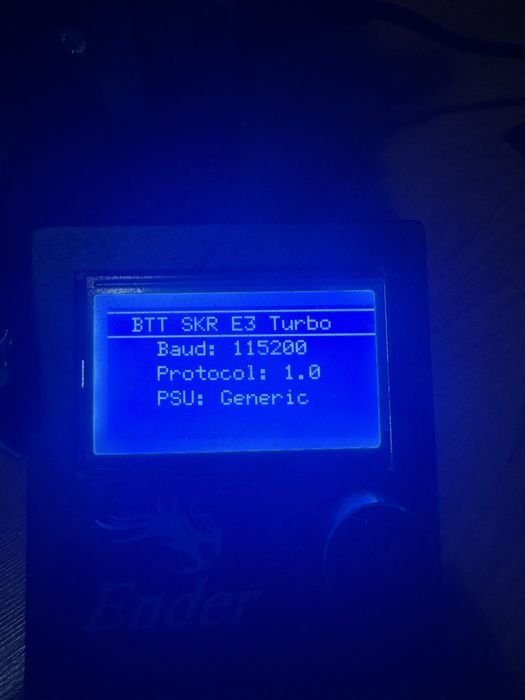 BTT SKR E3 Turbo
Baud: 115200
Protocol: 1.0
PSU: Generic
Ender